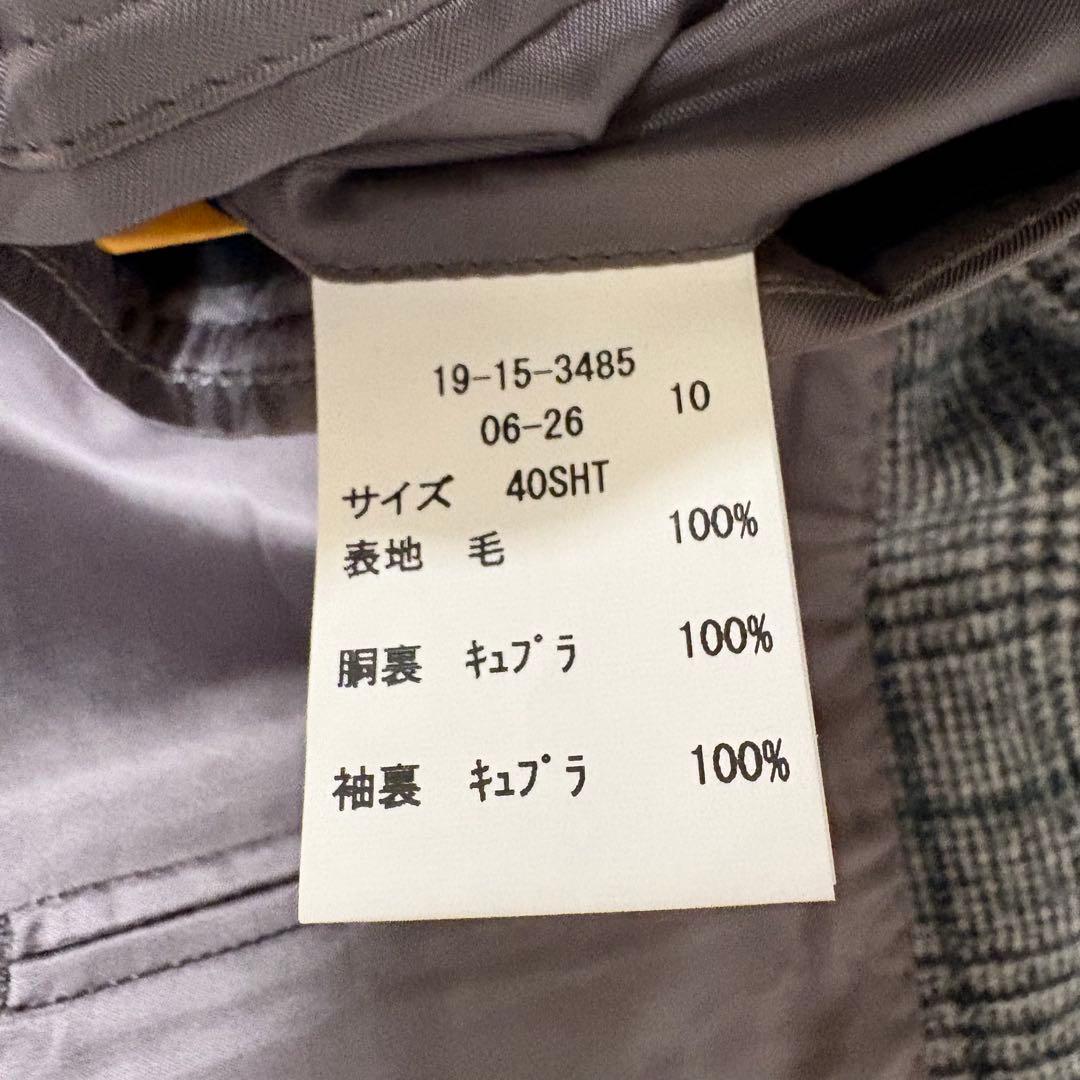 19-15-3485
06-26 10
サイズ 40SHT
表地 毛 100%
胴裏 ｷｭﾌﾟﾗ 100%
袖裏 ｷｭﾌﾟﾗ 100%